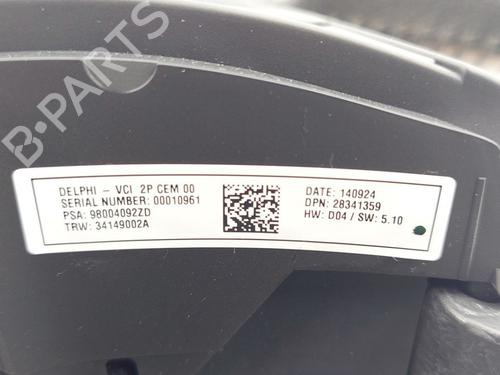 B-PARTS
DELPHI - VCI 2P CEM 00
SERIAL NUMBER: 00010961
PSA: 98004092ZD
TRW: 34149002A
DATE: 140924
DPN: 28341359
HW: D04 / SW: 5.10